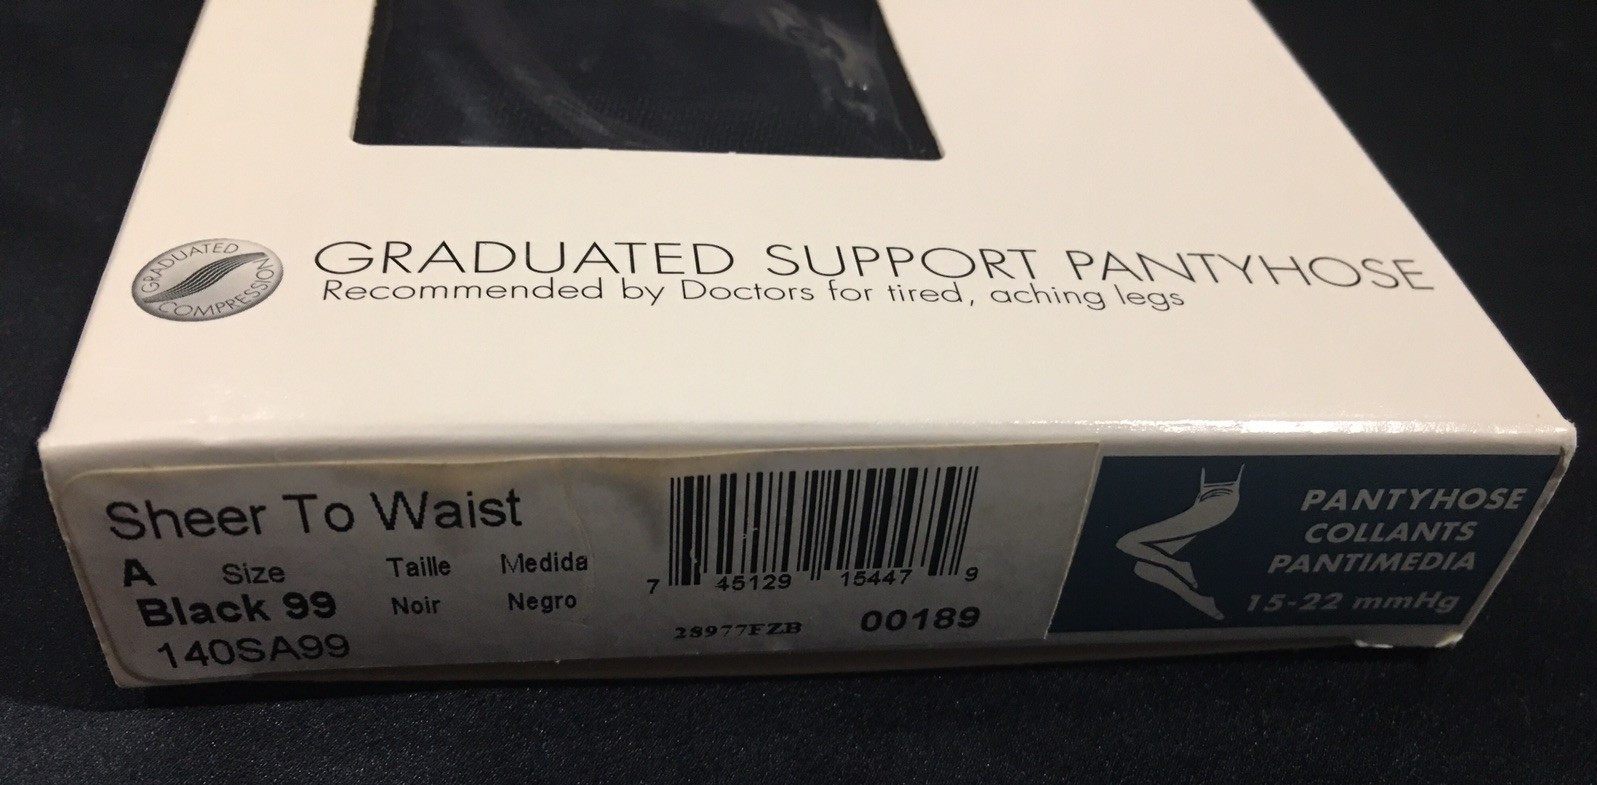 GRADUATED
COMPRESSION
GRADUATED SUPPORT PANTYHOSE
Recommended by Doctors for tired, aching legs
Sheer To Waist
A Size Taille Medida
Black 99 Noir Negro
140SA99
7 45129 15447 9
28977FZB 00189
PANTYHOSE
COLLANTS
PANTIMEDIA
15-22 mmHg